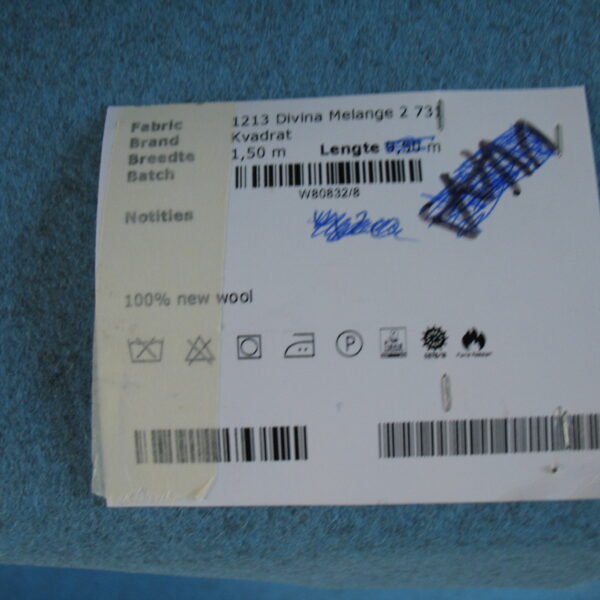 Fabric 1213 Divina Melange 2 731
Brand Kvadrat
Breedte 1,50 m Lengte m
Batch
W80832/8
Notities
100% new wool
P